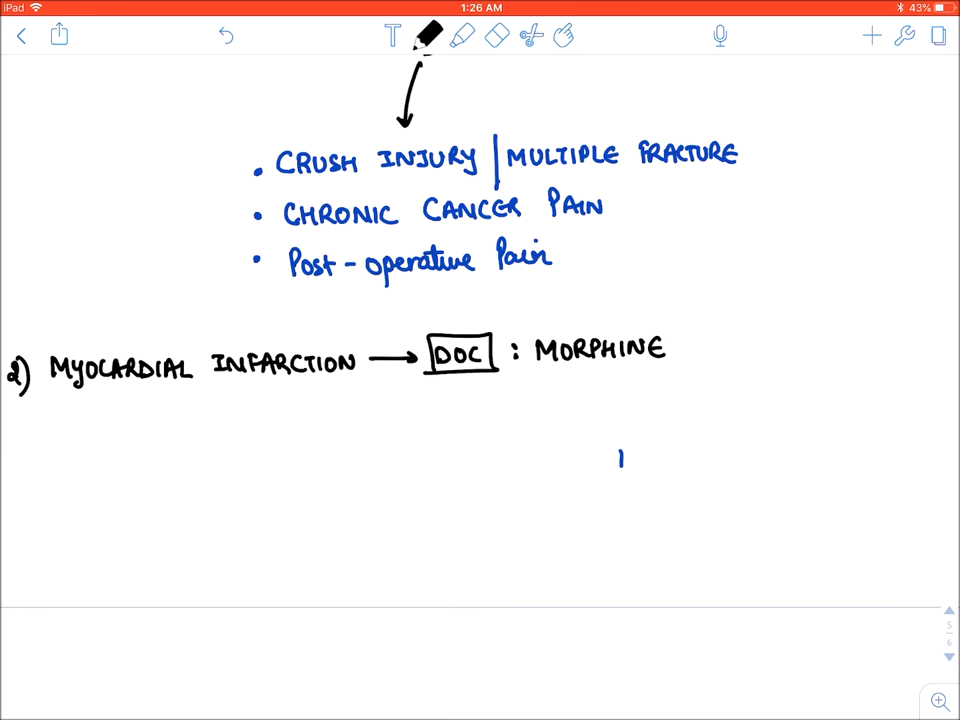 iPad 1:26 AM 43%
T
• CRUSH INJURY | MULTIPLE FRACTURE
• CHRONIC CANCER PAIN
• Post-operative Pain
2) MYOCARDIAL INFARCTION → DOC : MORPHINE
5
6